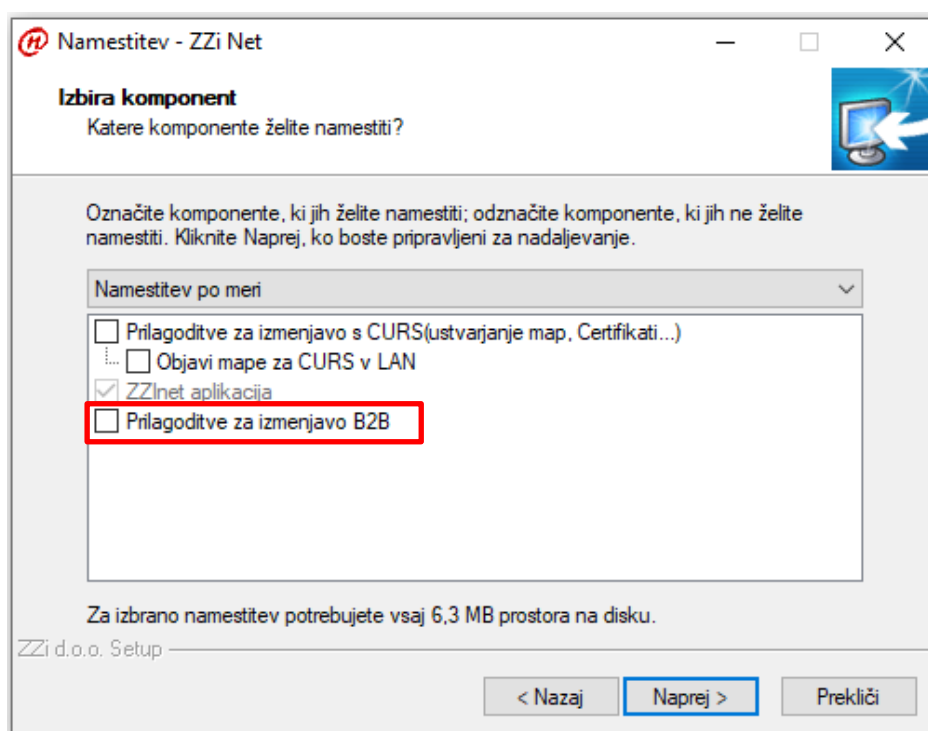 Namestitev - ZZi Net
Izbira komponent
Katere komponente želite namestiti?
Označite komponente, ki jih želite namestiti; odznačite komponente, ki jih ne želite
namestiti. Kliknite Naprej, ko boste pripravljeni za nadaljevanje.
Namestitev po meri
Prilagoditve za izmenjavo s CURS(ustvarjanje map, Certifikati...)
Objavi mape za CURS v LAN
ZZInet aplikacija
Prilagoditve za izmenjavo B2B
Za izbrano namestitev potrebujete vsaj 6,3 MB prostora na disku.
ZZi d.o.o. Setup
< Nazaj
Naprej >
Prekliči